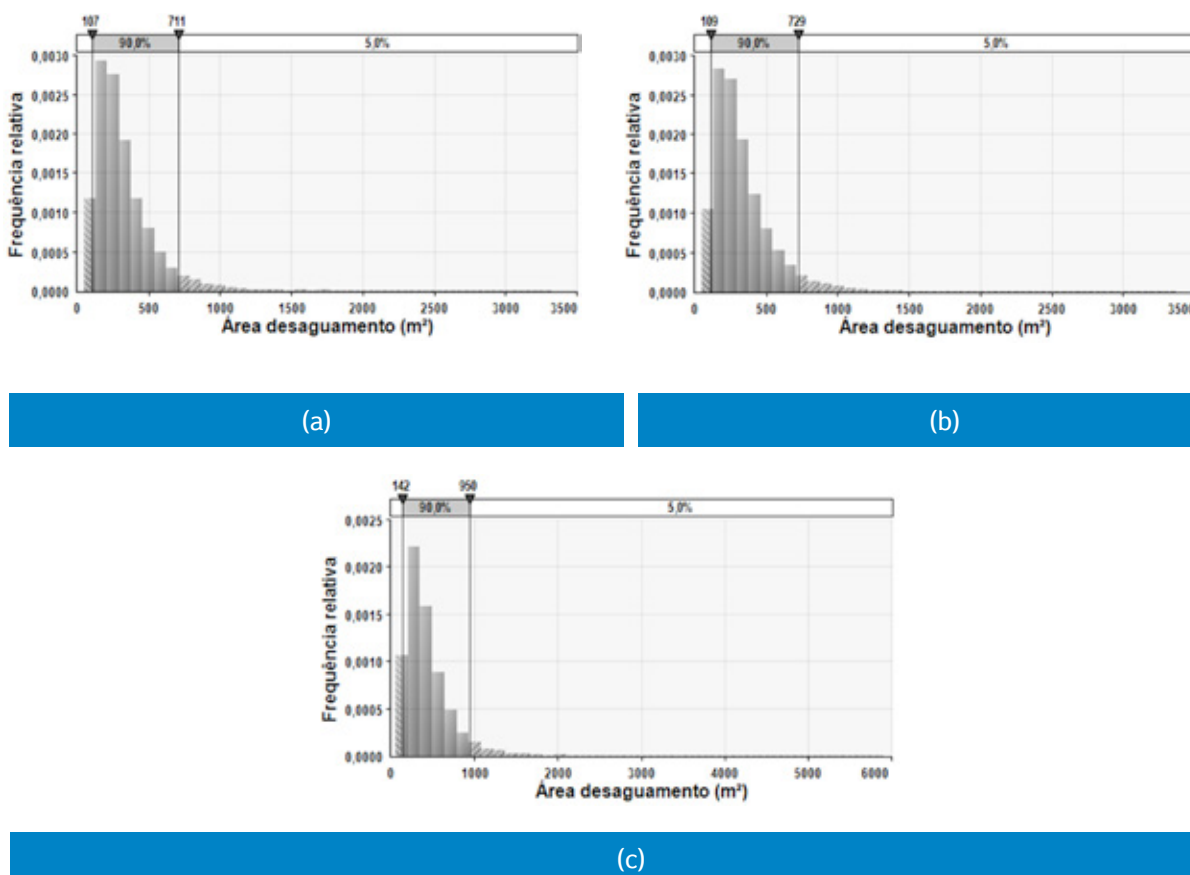 107 711
90,0% 5,0%
0,0030
0,0025
0,0020
0,0015
0,0010
0,0005
0,0000
Frequência relativa
0 500 1000 1500 2000 2500 3000 3500
Área desaguamento (m²)
(a)
109 729
90,0% 5,0%
0,0030
0,0025
0,0020
0,0015
0,0010
0,0005
0,0000
Frequência relativa
0 500 1000 1500 2000 2500 3000 3500
Área desaguamento (m²)
(b)
142 950
90,0% 5,0%
0,0025
0,0020
0,0015
0,0010
0,0005
0,0000
Frequência relativa
0 1000 2000 3000 4000 5000 6000
Área desaguamento (m²)
(c)